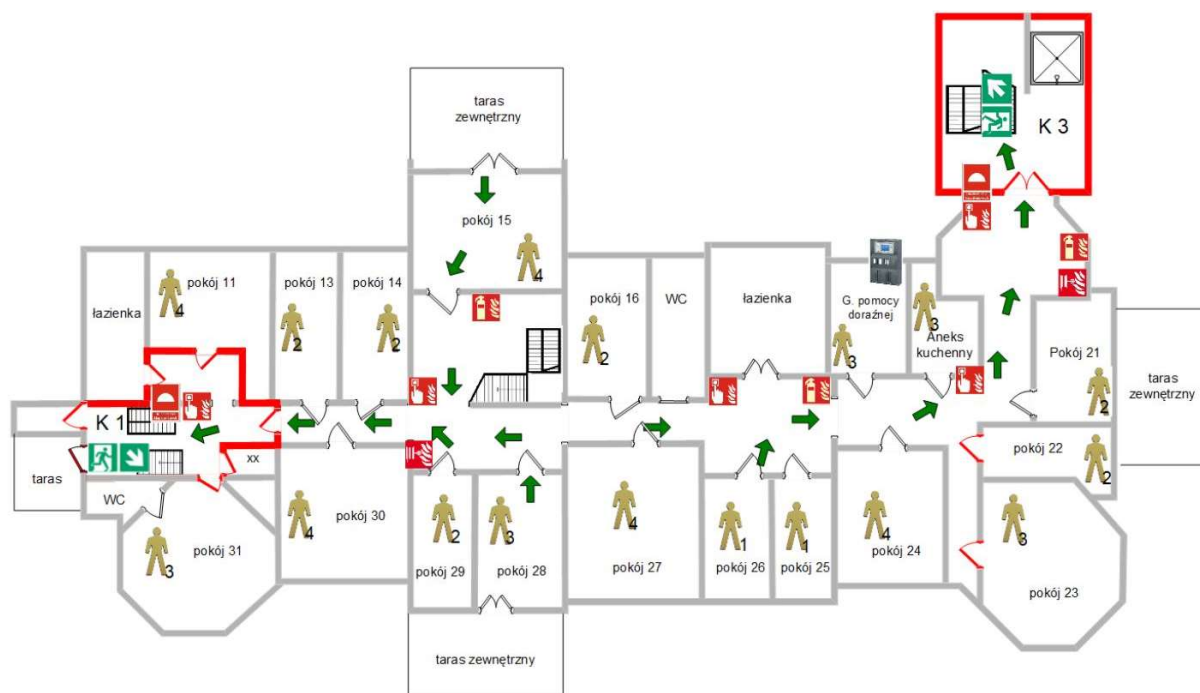 taras
zewnętrzny
K 3
pokój 15
4
pokój 11
4
pokój 13
2
pokój 14
2
łazienka
pokój 16
2
WC
łazienka
G. pomocy
doraźnej
3
3
Aneks
kuchenny
Pokój 21
2
taras
zewnętrzny
K 1
xx
taras
WC
pokój 22
2
pokój 31
3
pokój 30
4
pokój 29
2
pokój 28
3
pokój 27
4
pokój 26
1
pokój 25
1
pokój 24
4
pokój 23
3
taras zewnętrzny